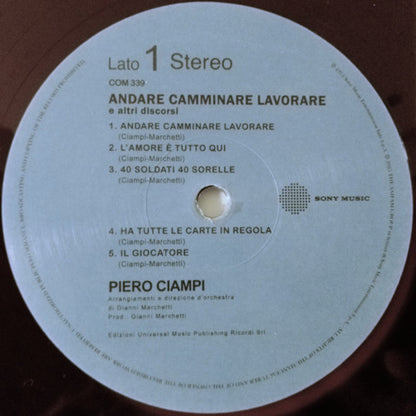 Lato 1 Stereo
COM 339
ANDARE CAMMINARE LAVORARE
e altri discorsi
1. ANDARE CAMMINARE LAVORARE
(Ciampi-Marchetti)
2. L'AMORE È TUTTO QUI
(Ciampi-Marchetti)
3. 40 SOLDATI 40 SORELLE
(Ciampi-Marchetti)
SONY MUSIC
4. HA TUTTE LE CARTE IN REGOLA
(Ciampi-Marchetti)
5. IL GIOCATORE
(Ciampi-Marchetti)
PIERO CIAMPI
Arrangiamenti e direzione d'orchestra
di Gianni Marchetti
Prod.: Gianni Marchetti
Edizioni Universal Music Publishing Ricordi Srl